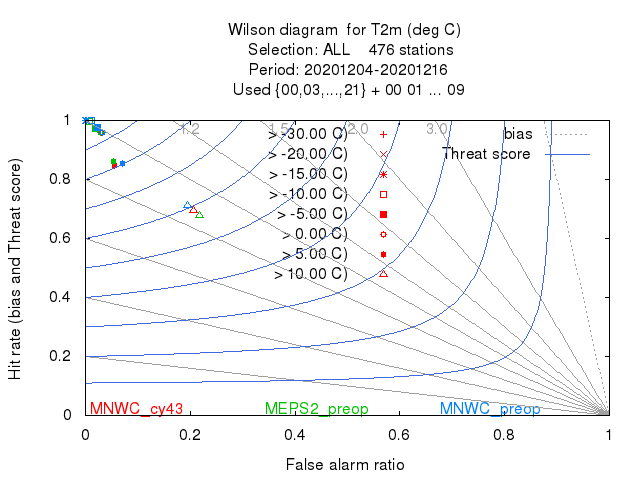 Wilson diagram  for T2m (deg C)
Selection: ALL    476 stations
Period: 20201204-20201216
Used {00,03,...,21} + 00 01 ... 09
1
0.8
0.6
0.4
0.2
0
1.2
1.5
2.0
3.0
> -30.00 C)
> -20.00 C)
> -15.00 C)
> -10.00 C)
> -5.00 C)
> 0.00 C)
> 5.00 C)
> 10.00 C)
bias
Threat score
Hit rate (bias and Threat score)
MNWC_cy43
MEPS2_preop
MNWC_preop
0
0.2
0.4
0.6
0.8
1
False alarm ratio